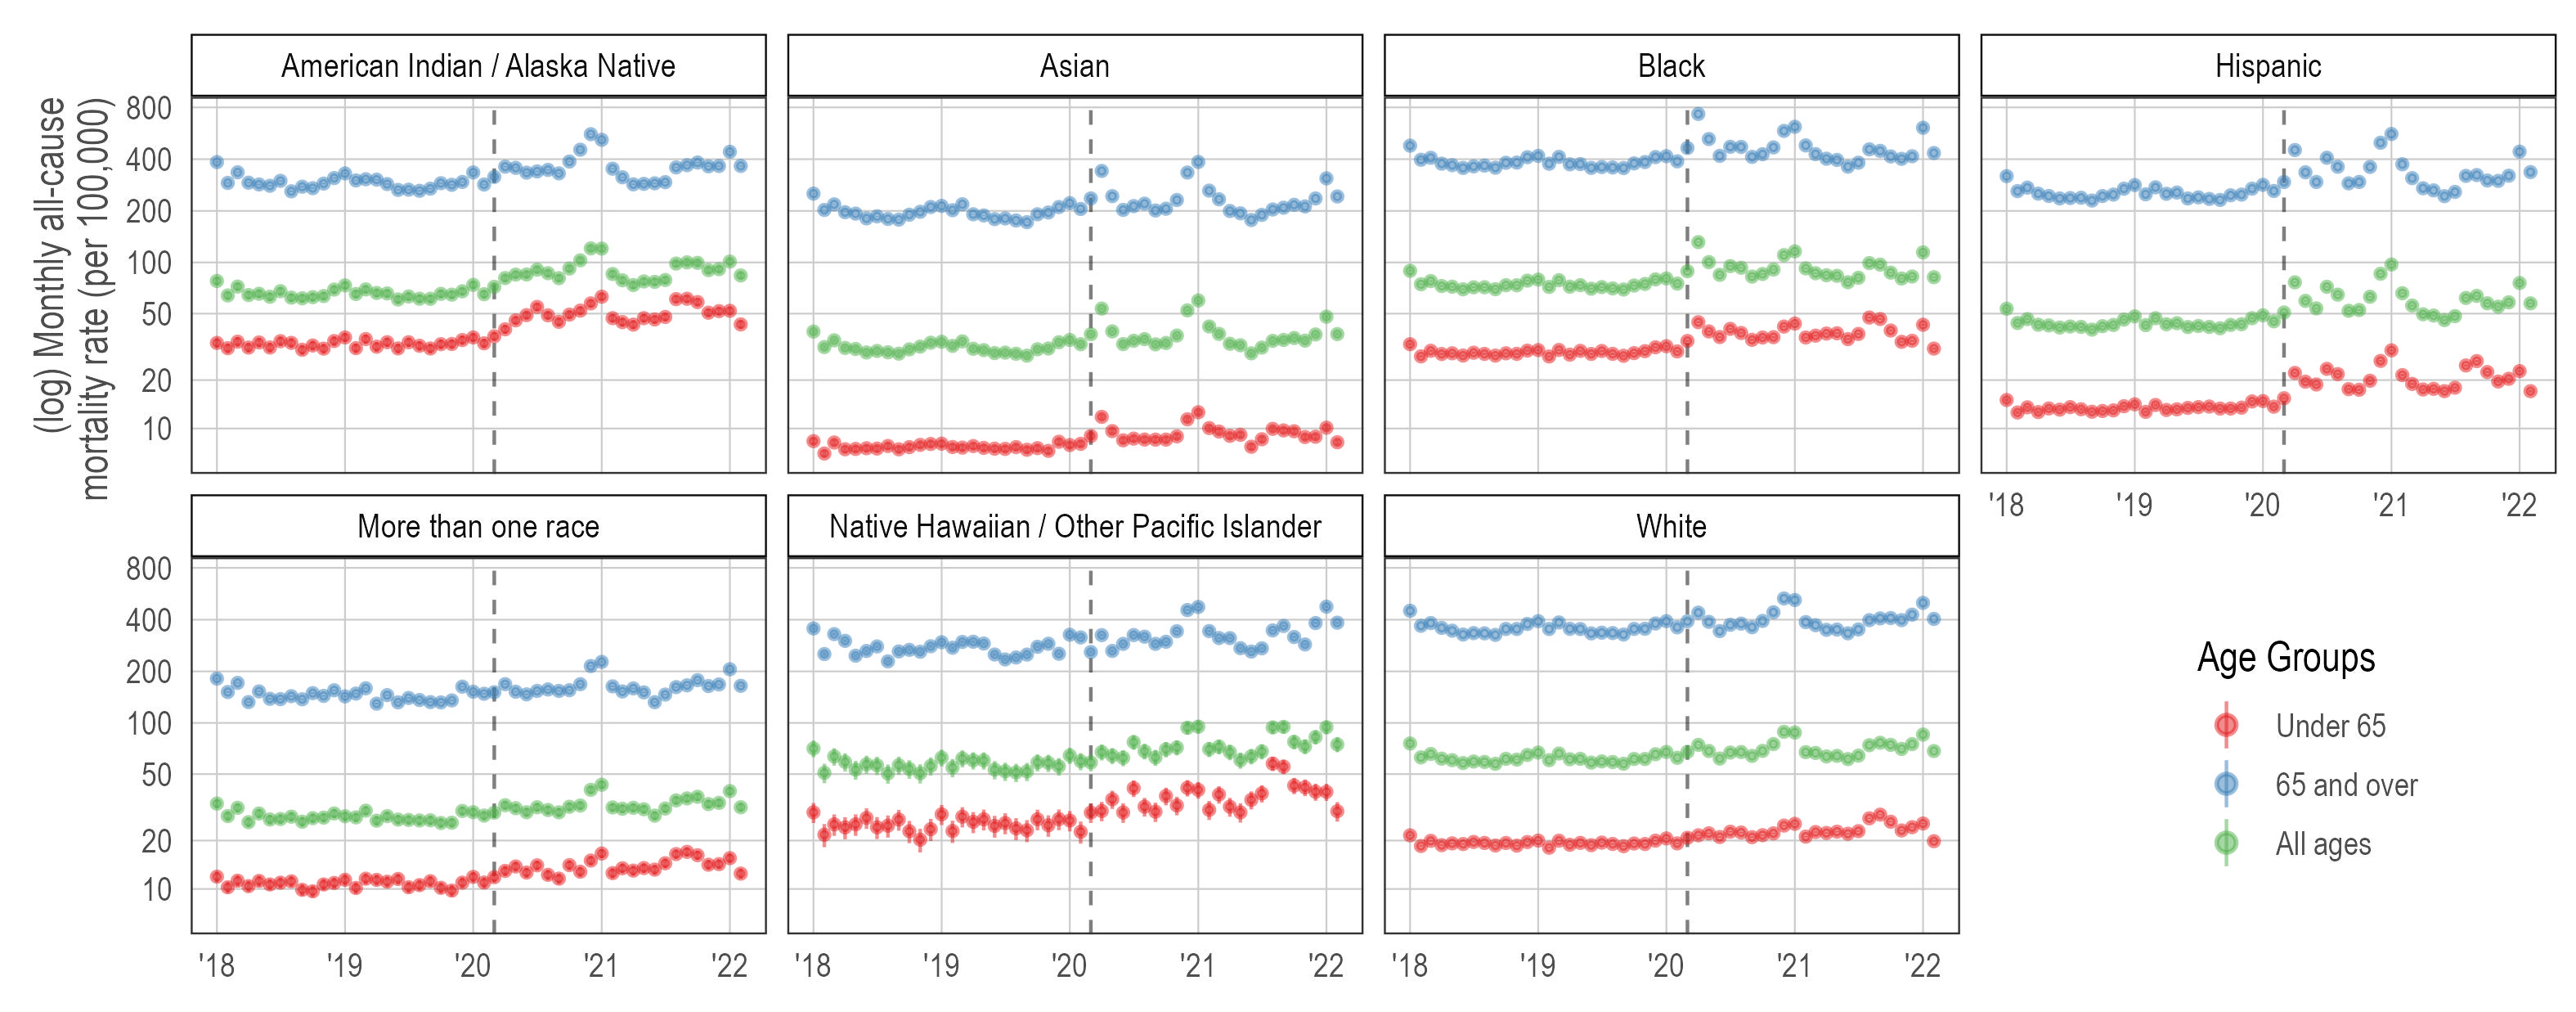 American Indian / Alaska Native
Asian
Black
Hispanic
(log) Monthly all-cause
mortality rate (per 100,000)
800
400
200
100
50
20
10
'18 '19 '20 '21 '22
More than one race
Native Hawaiian / Other Pacific Islander
White
800
400
200
100
50
20
10
'18 '19 '20 '21 '22
'18 '19 '20 '21 '22
'18 '19 '20 '21 '22
Age Groups
Under 65
65 and over
All ages